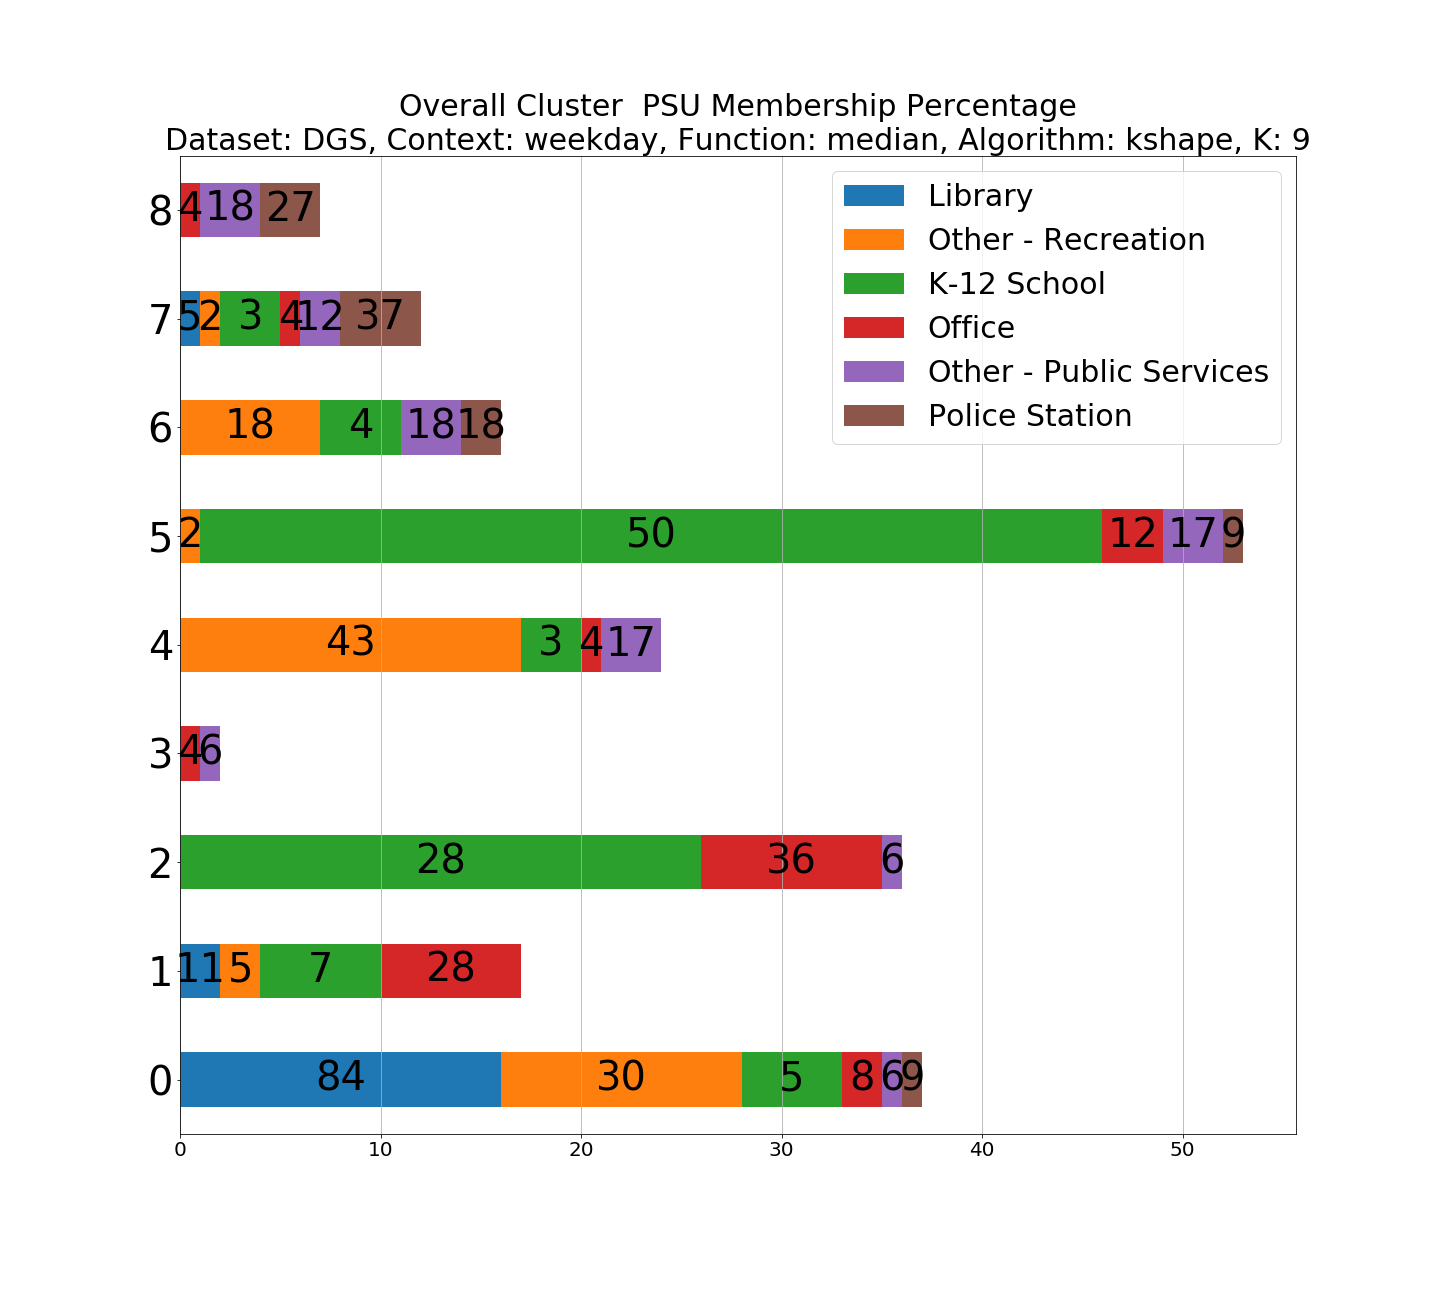 Overall Cluster  PSU Membership Percentage
Dataset: DGS, Context: weekday, Function: median, Algorithm: kshape, K: 9
Library
Other - Recreation
K-12 School
Office
Other - Public Services
Police Station
8 4 18 27
7 5 2 3 4 12 37
6 18 4 18 18
5 2 50 12 17 9
4 43 3 4 17
3 4 6
2 28 36 6
1 11 5 7 28
0 84 30 5 8 6 9
0 10 20 30 40 50